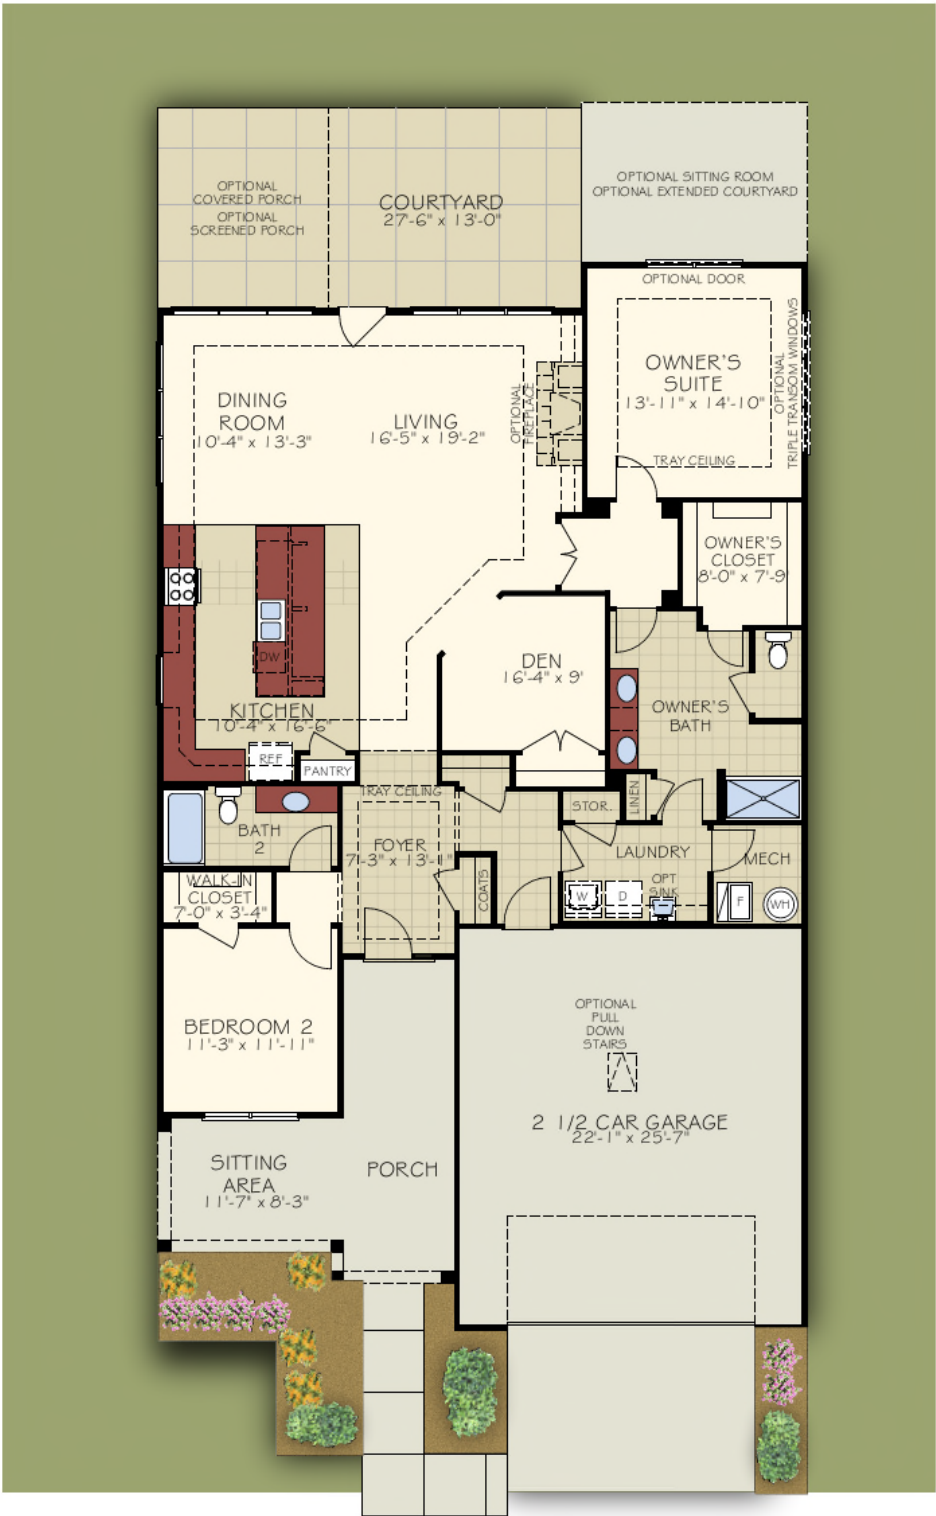 OPTIONAL
COVERED PORCH
OPTIONAL
SCREENED PORCH
COURTYARD
27'-6" x 13'-0"
OPTIONAL SITTING ROOM
OPTIONAL EXTENDED COURTYARD
OPTIONAL DOOR
OWNER'S
SUITE
13'-11" x 14'-10"
TRAY CEILING
OPTIONAL
TRIPLE TRANSOM WINDOWS
DINING
ROOM
10'-4" x 13'-3"
LIVING
16'-5" x 19'-2"
OPTIONAL
FIREPLACE
OWNER'S
CLOSET
8'-0" x 7'-9
DW
KITCHEN
10'-4" x 16'-6"
REF
PANTRY
DEN
16'-4" x 9'
OWNER'S
BATH
TRAY CEILING
FOYER
7'-3" x 13'-1"
BATH
2
STOR.
LINEN
LAUNDRY
MECH
OPT
SINK
W
D
F
WH
COATS
WALK-IN
CLOSET
7'-0" x 3'-4"
BEDROOM 2
11'-3" x 11'-11"
OPTIONAL
PULL
DOWN
STAIRS
2 1/2 CAR GARAGE
22'-1" x 25'-7"
SITTING
AREA
11'-7" x 8'-3"
PORCH